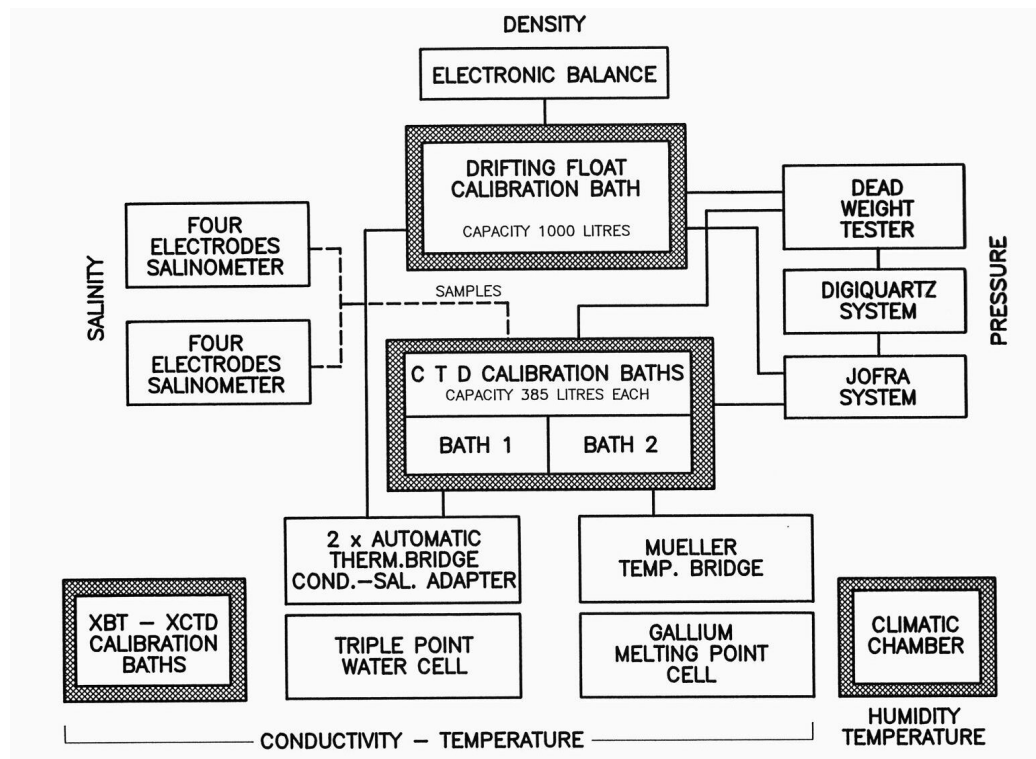 DENSITY
ELECTRONIC BALANCE
DRIFTING FLOAT
CALIBRATION BATH
CAPACITY 1000 LITRES
DEAD
WEIGHT
TESTER
FOUR
ELECTRODES
SALINOMETER
SALINITY
SAMPLES
DIGIQUARTZ
SYSTEM
PRESSURE
FOUR
ELECTRODES
SALINOMETER
C T D CALIBRATION BATHS
CAPACITY 385 LITRES EACH
BATH 1
BATH 2
JOFRA
SYSTEM
2 x AUTOMATIC
THERM.BRIDGE
COND.–SAL. ADAPTER
MUELLER
TEMP. BRIDGE
XBT – XCTD
CALIBRATION
BATHS
TRIPLE POINT
WATER CELL
GALLIUM
MELTING POINT
CELL
CLIMATIC
CHAMBER
CONDUCTIVITY – TEMPERATURE
HUMIDITY
TEMPERATURE